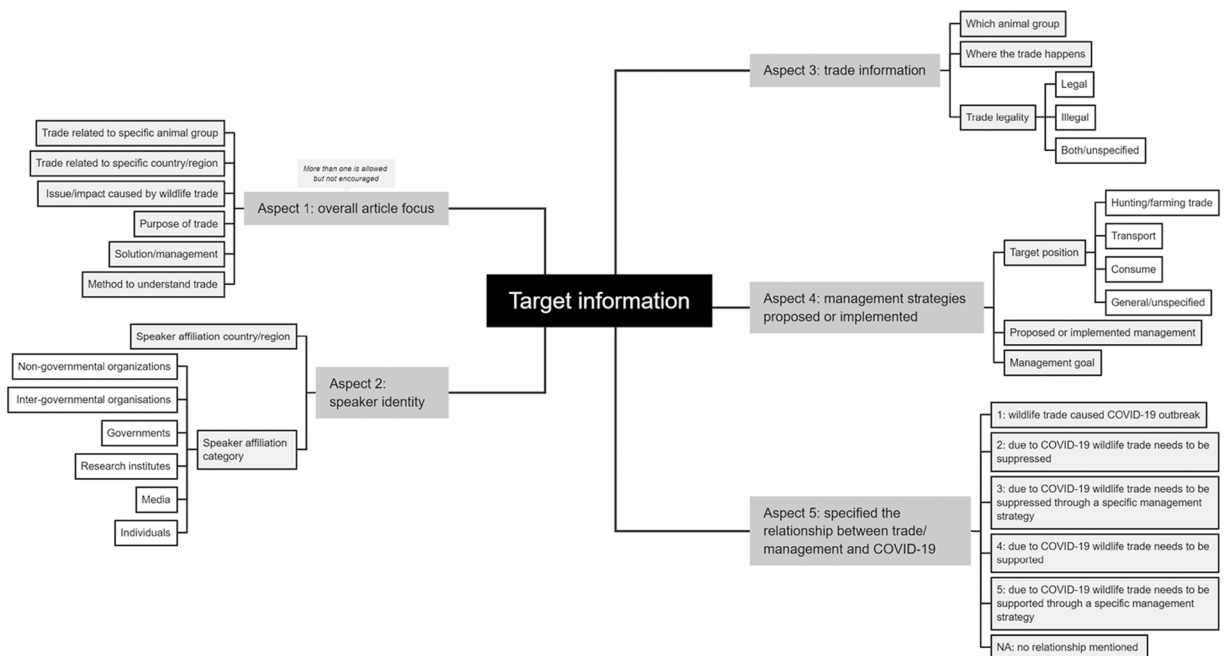 Target information
More than one is allowed
but not encouraged
Aspect 1: overall article focus
Trade related to specific animal group
Trade related to specific country/region
Issue/impact caused by wildlife trade
Purpose of trade
Solution/management
Method to understand trade
Aspect 2:
speaker identity
Speaker affiliation country/region
Speaker affiliation
category
Non-governmental organizations
Inter-governmental organisations
Governments
Research institutes
Media
Individuals
Aspect 3: trade information
Which animal group
Where the trade happens
Trade legality
Legal
Illegal
Both/unspecified
Aspect 4: management strategies
proposed or implemented
Target position
Hunting/farming trade
Transport
Consume
General/unspecified
Proposed or implemented management
Management goal
Aspect 5: specified the
relationship between trade/
management and COVID-19
1: wildlife trade caused COVID-19 outbreak
2: due to COVID-19 wildlife trade needs to be
suppressed
3: due to COVID-19 wildlife trade needs to be
suppressed through a specific management
strategy
4: due to COVID-19 wildlife trade needs to be
supported
5: due to COVID-19 wildlife trade needs to be
supported through a specific management
strategy
NA: no relationship mentioned